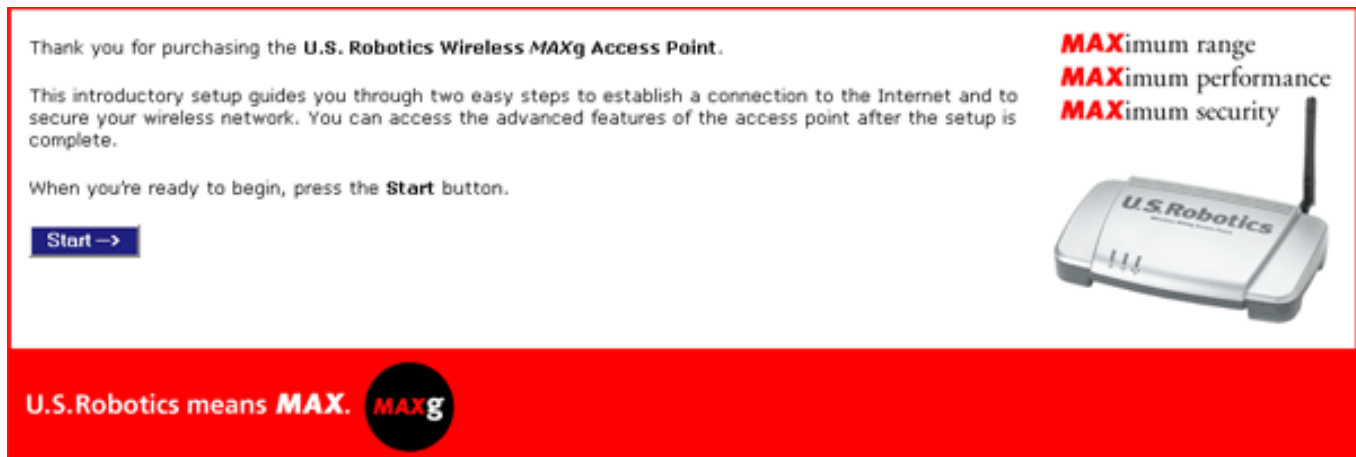 Thank you for purchasing the U.S. Robotics Wireless MAXg Access Point.
This introductory setup guides you through two easy steps to establish a connection to the Internet and to
secure your wireless network. You can access the advanced features of the access point after the setup is
complete.
When you're ready to begin, press the Start button.
Start -->
MAXimum range
MAXimum performance
MAXimum security
U.S.Robotics
U.S.Robotics means MAX.
MAXg